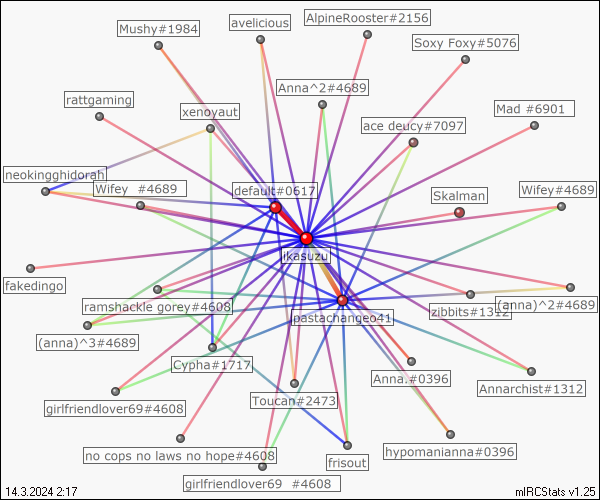 AlpineRooster#2156
avelicious
Mushy#1984
Soxy Foxy#5076
Anna^2#4689
rattgaming
xenoyaut
Mad #6901
ace deucy#7097
neokingghidorah
Wifey #4689
default#0617
Skalman
Wifey#4689
ikasuzu
fakedingo
ramshackle gorey#4608
pastachangeo41
zibbits#1312
(anna)^2#4689
(anna)^3#4689
Cypha#1717
Anna.#0396
Annarchist#1312
girlfriendlover69#4608
Toucan#2473
no cops no laws no hope#4608
frisout
hypomanianna#0396
girlfriendlover69 #4608
14.3.2024 2:17
mIRCStats v1.25